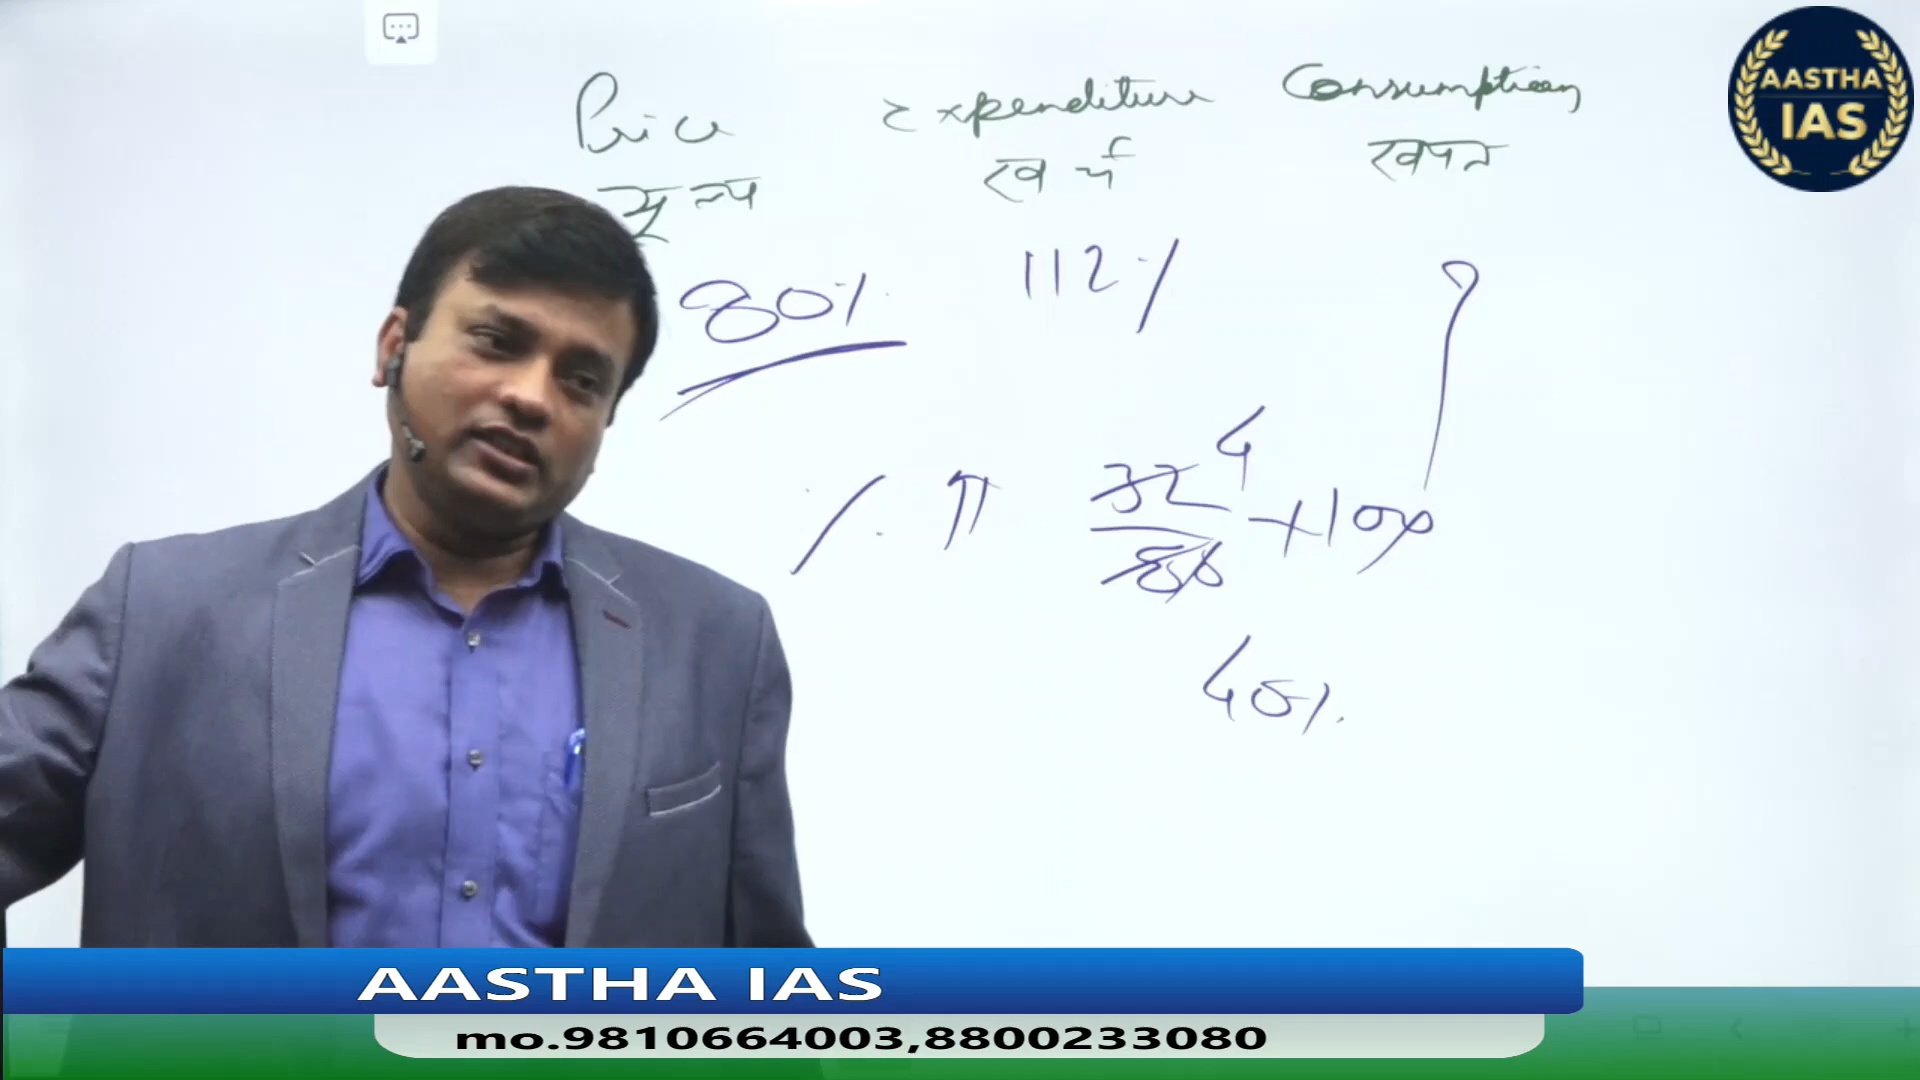 Price Expenditure Consumption
मूल्य खर्च खपत
80% 112% ?
% ↑ 32/80 4 × 100
40%
AASTHA
IAS
AASTHA IAS
mo.9810664003,8800233080